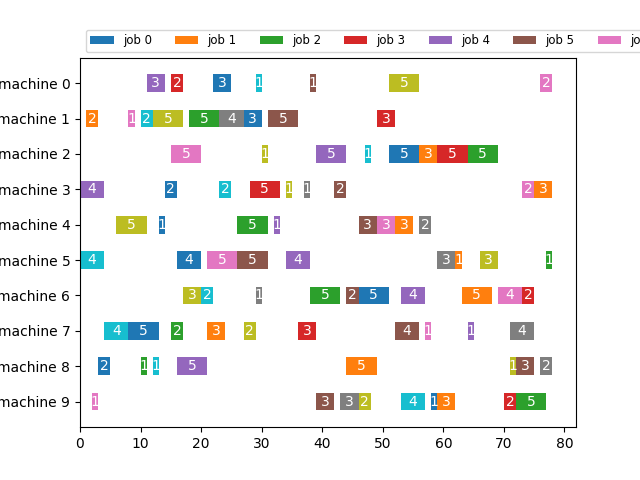 job 0 job 1 job 2 job 3 job 4 job 5 jo
machine 0 3 2 3 1 1 5 2
machine 1 2 1 2 5 5 4 3 5 3
machine 2 5 1 5 1 5 3 5 5
machine 3 4 2 2 5 1 1 2 2 3
machine 4 5 1 5 1 3 3 3 2
machine 5 4 4 5 5 4 3 1 3 1
machine 6 3 2 1 5 2 5 4 5 4 2
machine 7 4 5 2 3 2 3 4 1 1 4
machine 8 2 1 1 5 5 1 3 2
machine 9 1 3 3 2 4 1 3 2 5
0 10 20 30 40 50 60 70 80